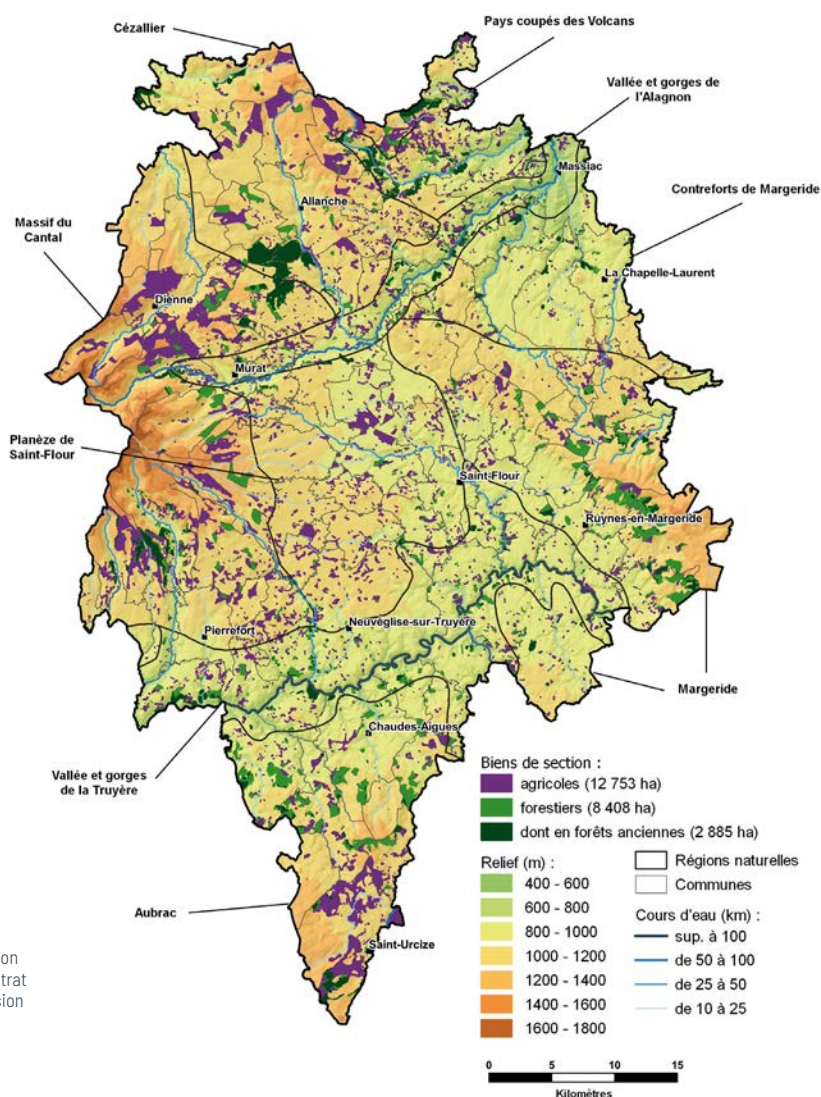 Cézallier
Pays coupés des Volcans
Vallée et gorges de
l'Alagnon
Massiac
Contreforts de Margeride
Allanche
Massif du
Cantal
La Chapelle-Laurent
Dienne
Murat
Planèze de
Saint-Flour
Saint-Flour
Ruynes-en-Margeride
Pierrefort
Neuvéglise-sur-Truyère
Margeride
Chaudes-Aigues
Vallée et gorges
de la Truyère
Aubrac
Saint-Urcize
Biens de section :
agricoles (12 753 ha)
forestiers (8 408 ha)
dont en forêts anciennes (2 885 ha)
Relief (m) :
400 - 600
600 - 800
800 - 1000
1000 - 1200
1200 - 1400
1400 - 1600
1600 - 1800
Régions naturelles
Communes
Cours d'eau (km) :
sup. à 100
de 50 à 100
de 25 à 50
de 10 à 25
0 5 10 15
Kilomètres
on
trat
sion